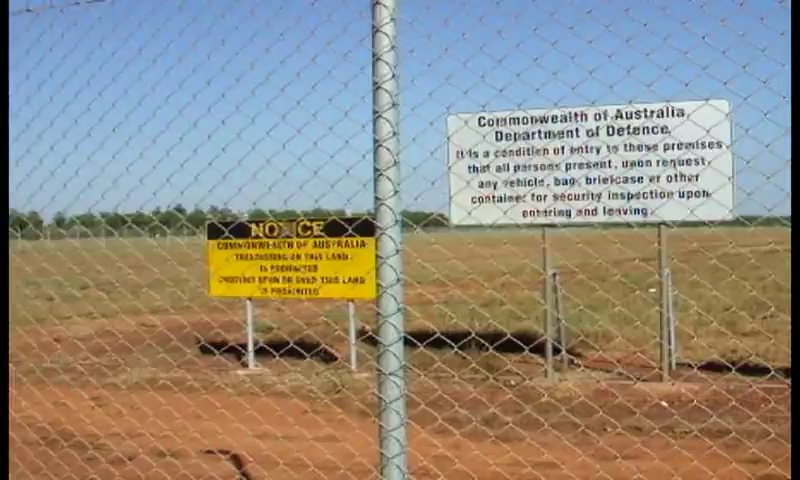 NOTICE
COMMONWEALTH OF AUSTRALIA
TRESPASSING ON THIS LAND
IS PROHIBITED
SHOOTING UPON OR OVER THIS LAND
IS PROHIBITED
Commonwealth of Australia
Department of Defence
It is a condition of entry to these premises
that all persons present, upon request,
any vehicle, bag, briefcase or other
container for security inspection upon
entering and leaving.